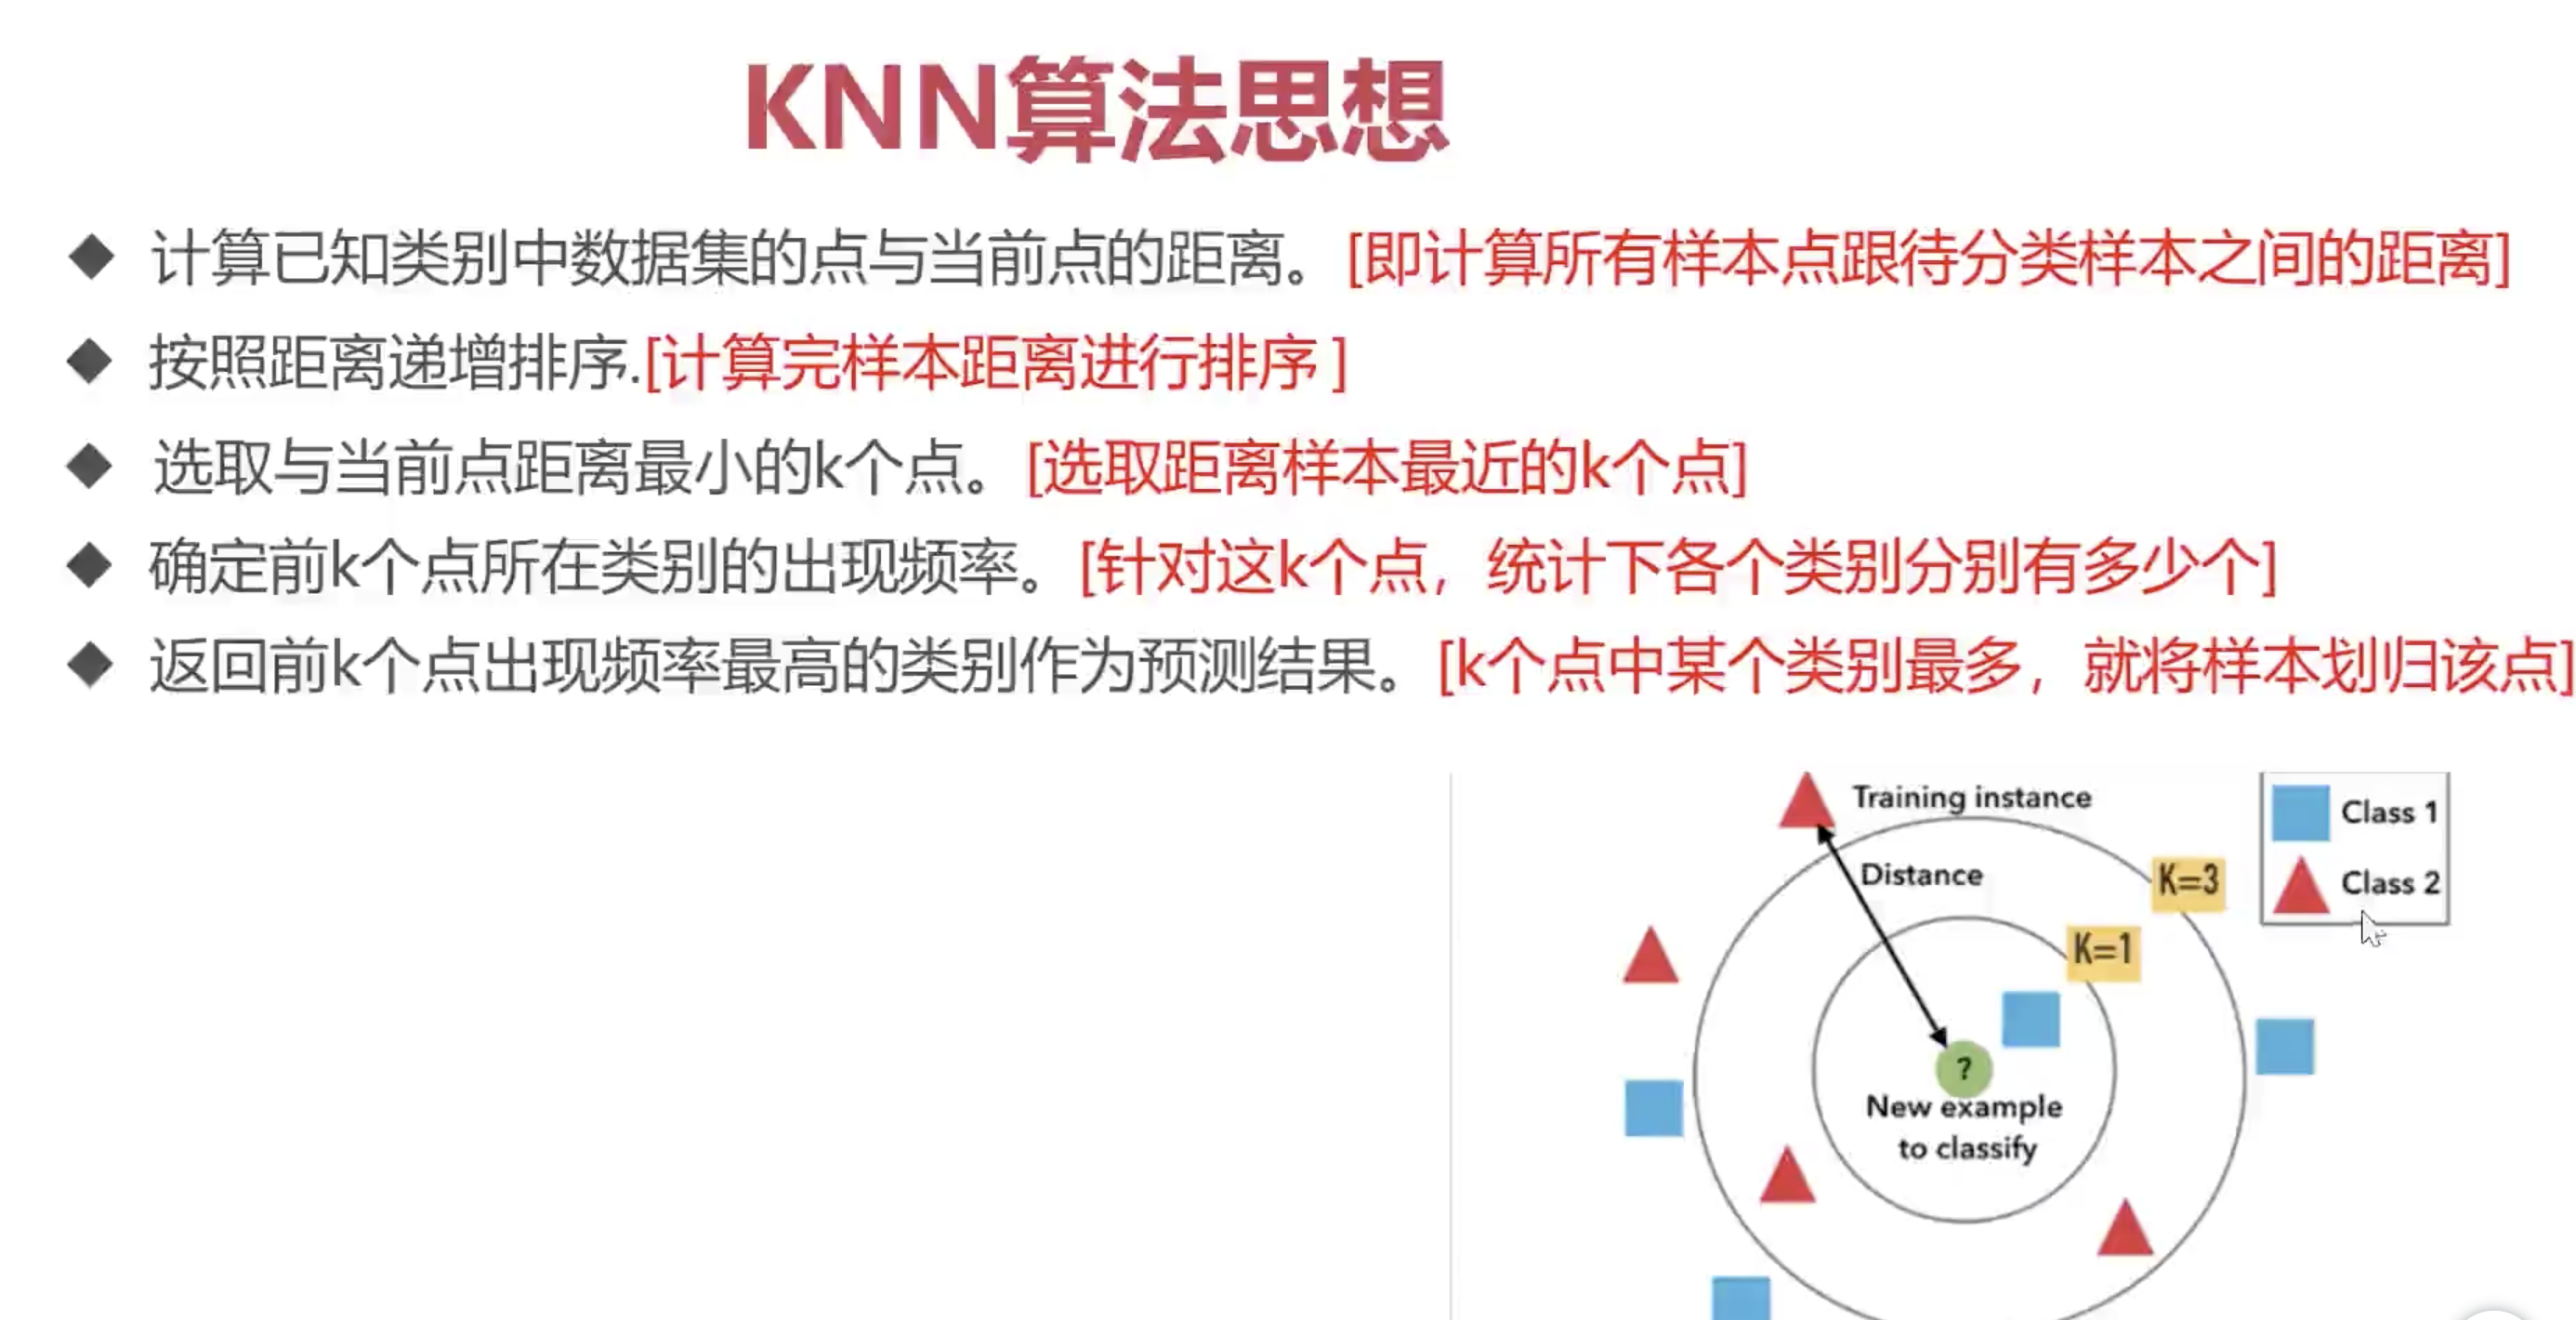 KNN算法思想
计算已知类别中数据集的点与当前点的距离。[即计算所有样本点跟待分类样本之间的距离]
按照距离递增排序.[计算完样本距离进行排序 ]
选取与当前点距离最小的k个点。[选取距离样本最近的k个点]
确定前k个点所在类别的出现频率。[针对这k个点，统计下各个类别分别有多少个]
返回前k个点出现频率最高的类别作为预测结果。[k个点中某个类别最多，就将样本划归该点]
Training instance
Class 1
Distance
K=3
Class 2
K=1
?
New example
to classify